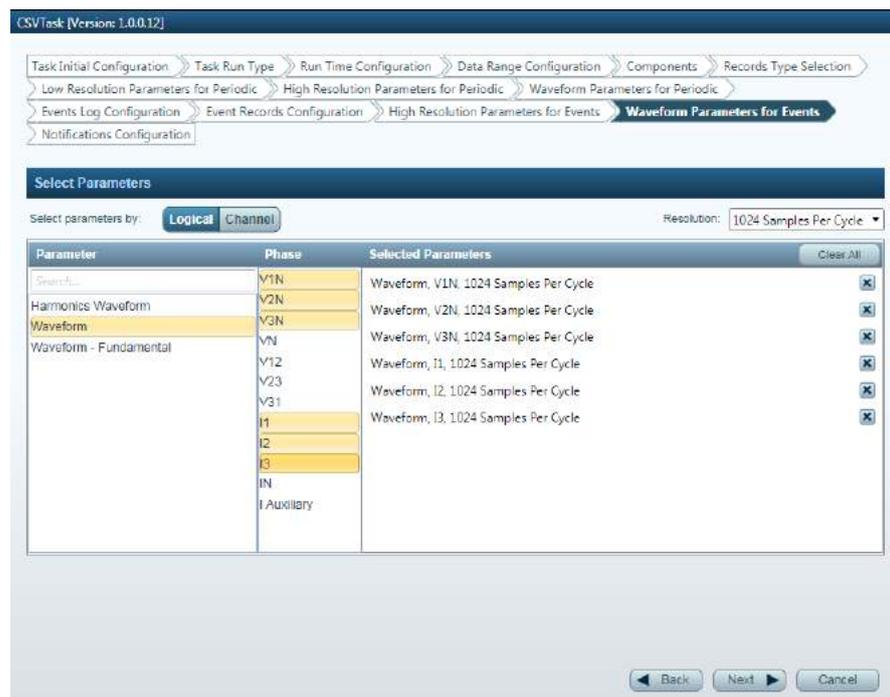 CSVTask [Version: 1.0.0.12]
Task Initial Configuration Task Run Type Run Time Configuration Data Range Configuration Components Records Type Selection
Low Resolution Parameters for Periodic High Resolution Parameters for Periodic Waveform Parameters for Periodic
Events Log Configuration Event Records Configuration High Resolution Parameters for Events Waveform Parameters for Events
Notifications Configuration
Select Parameters
Select parameters by: Logical Channel Resolution: 1024 Samples Per Cycle
Parameter Phase Selected Parameters Clear All
Search...
Harmonics Waveform
Waveform
Waveform - Fundamental
V1N
V2N
V3N
VN
V12
V23
V31
I1
I2
I3
IN
I Auxiliary
Waveform, V1N, 1024 Samples Per Cycle
Waveform, V2N, 1024 Samples Per Cycle
Waveform, V3N, 1024 Samples Per Cycle
Waveform, I1, 1024 Samples Per Cycle
Waveform, I2, 1024 Samples Per Cycle
Waveform, I3, 1024 Samples Per Cycle
Back Next Cancel